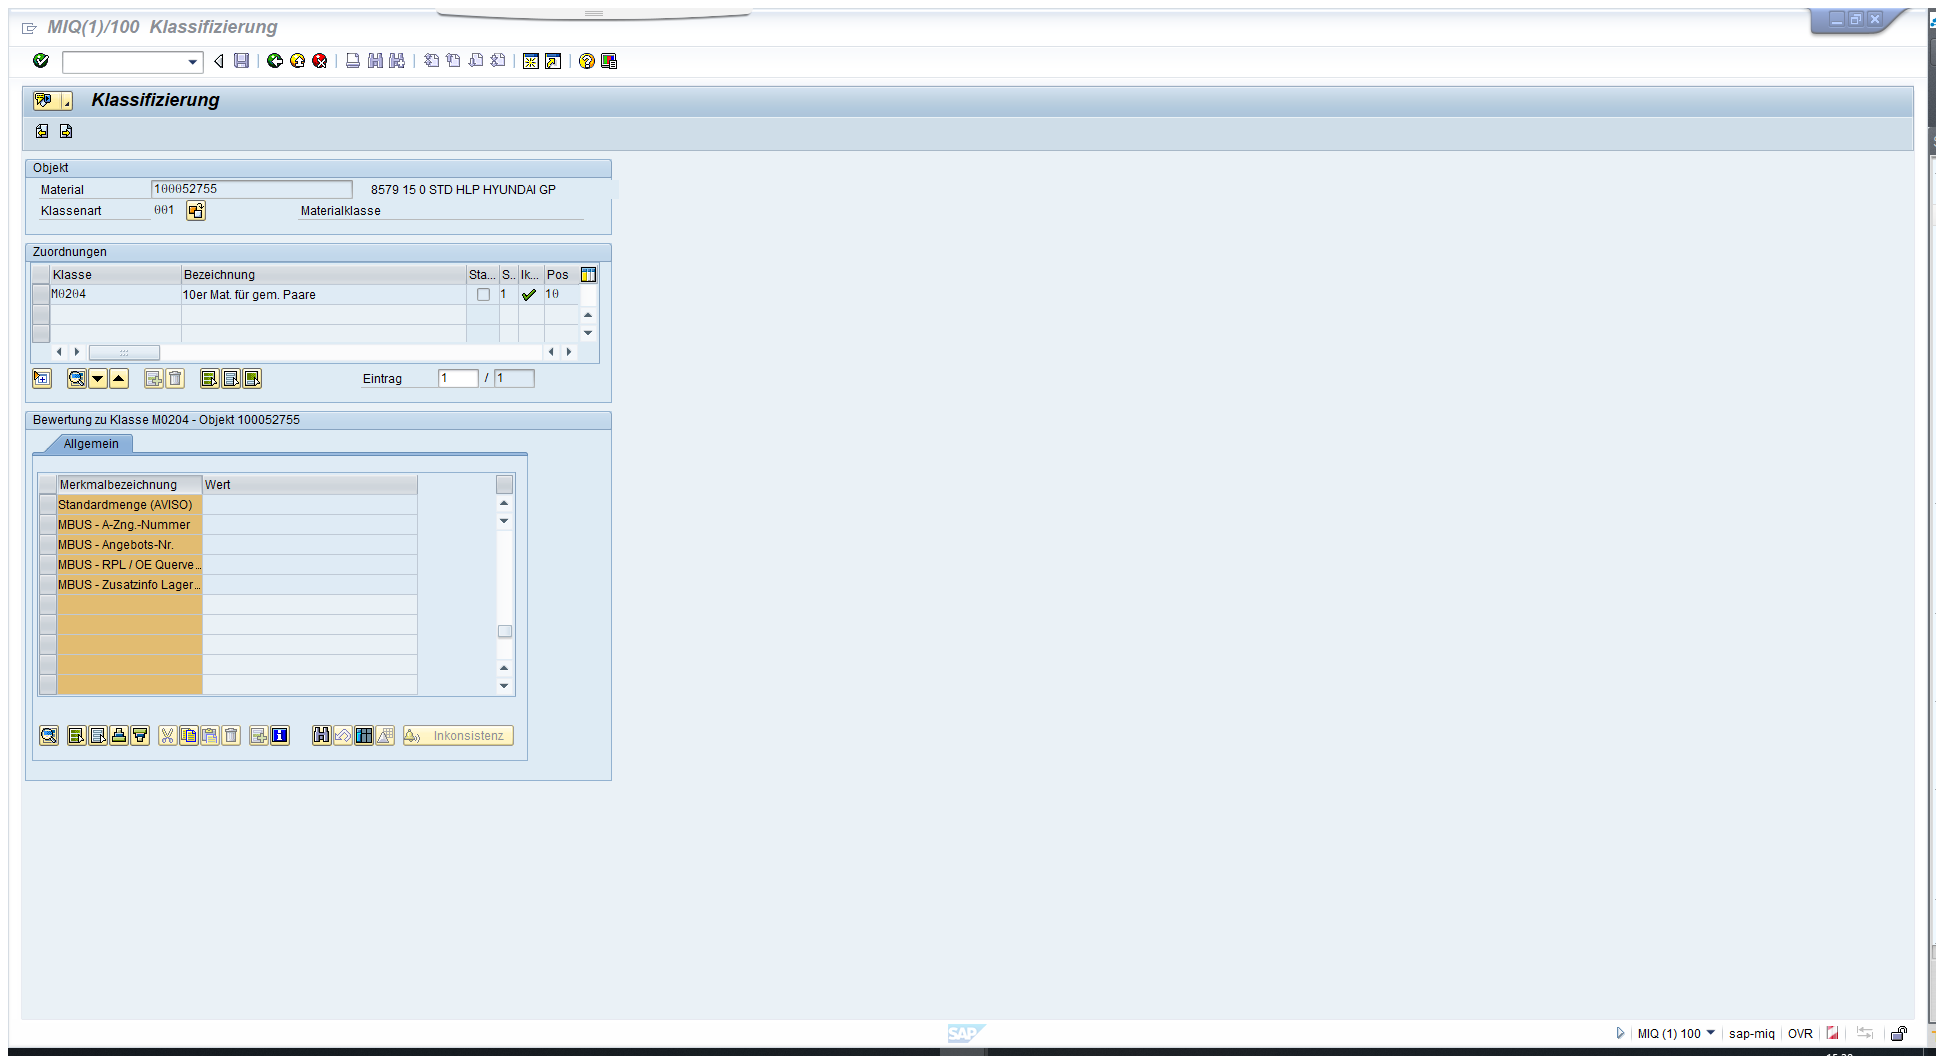 MIQ(1)/100 Klassifizierung
Klassifizierung
Objekt
Material 100052755 8579 15 0 STD HLP HYUNDAI GP
Klassenart 001 Materialklasse
Zuordnungen
Klasse Bezeichnung Sta... S.. Ik... Pos
M0204 10er Mat. für gem. Paare 1 10
Eintrag 1 / 1
Bewertung zu Klasse M0204 - Objekt 100052755
Allgemein
Merkmalbezeichnung Wert
Standardmenge (AVISO)
MBUS - A-Zng.-Nummer
MBUS - Angebots-Nr.
MBUS - RPL / OE Querve...
MBUS - Zusatzinfo Lager...
Inkonsistenz
SAP
MIQ (1) 100 sap-miq OVR